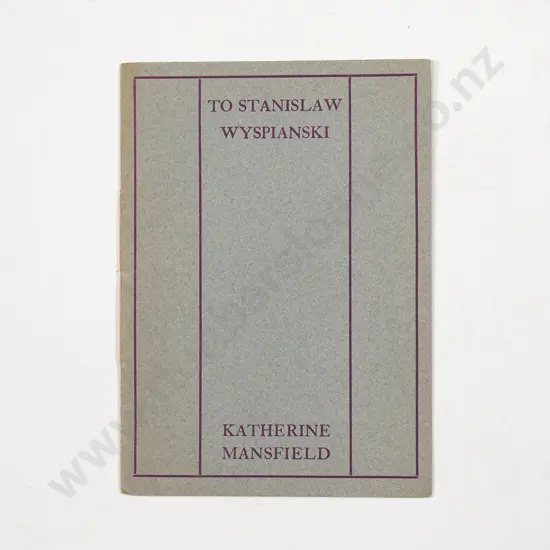 TO STANISLAW
WYSPIANSKI
KATHERINE
MANSFIELD